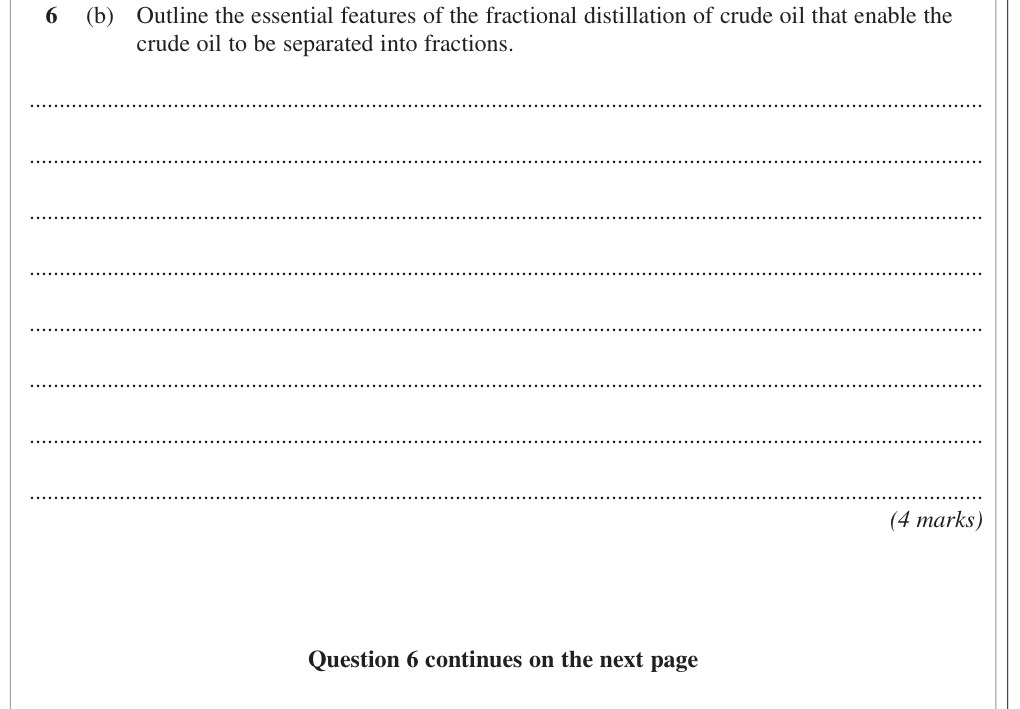 6 (b) Outline the essential features of the fractional distillation of crude oil that enable the
crude oil to be separated into fractions.
(4 marks)
Question 6 continues on the next page